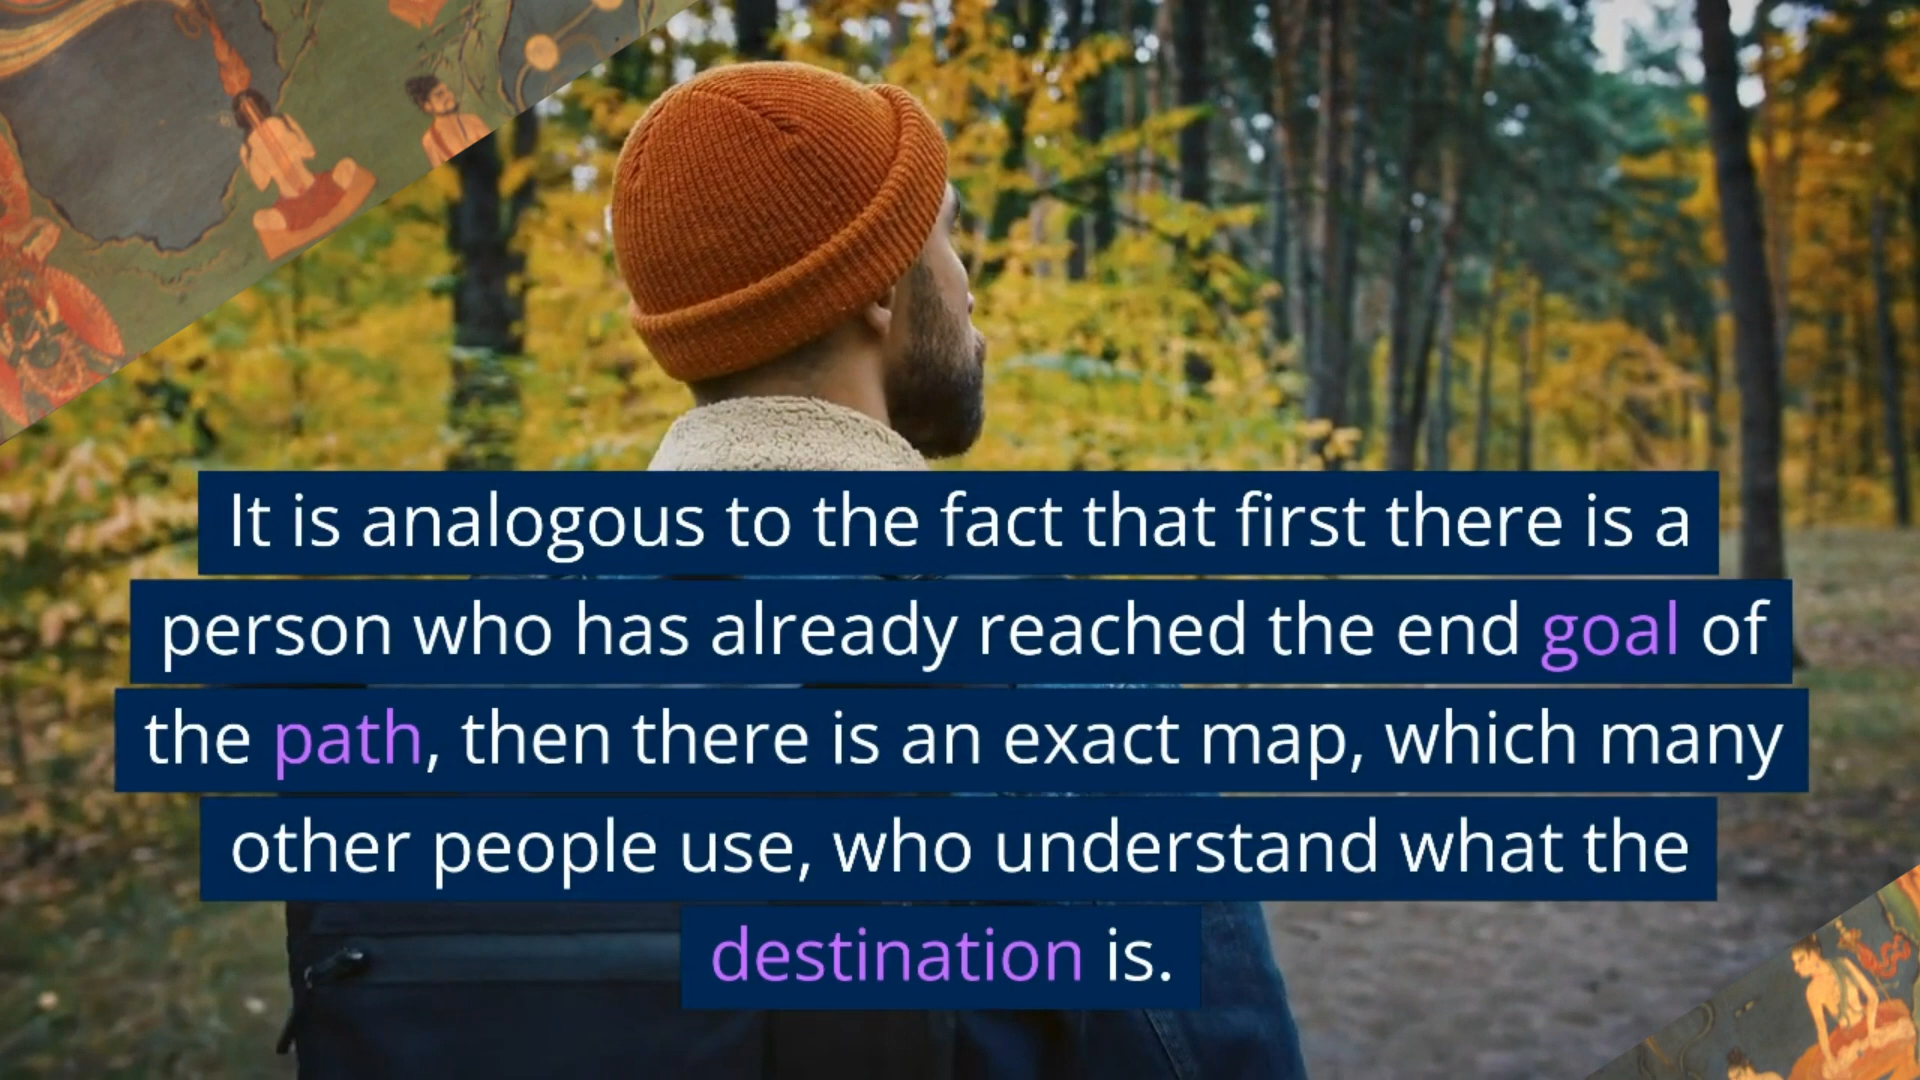 It is analogous to the fact that first there is a
person who has already reached the end goal of
the path, then there is an exact map, which many
other people use, who understand what the
destination is.